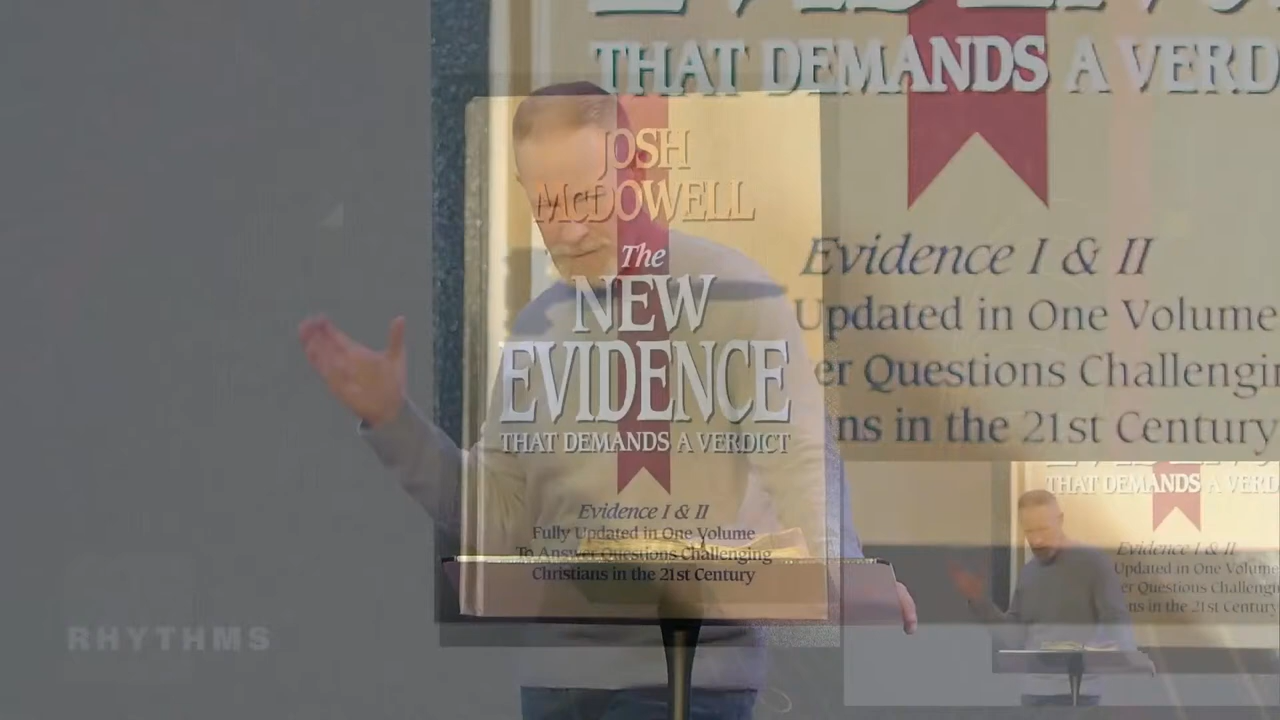 THAT DEMANDS A VERD
JOSH
McDOWELL
The
NEW
EVIDENCE
THAT DEMANDS A VERDICT
Evidence I & II
Fully Updated in One Volume
To Answer Questions Challenging
Christians in the 21st Century
Evidence I & II
Updated in One Volume
er Questions Challengin
ns in the 21st Century
THAT DEMANDS A VERD
Evidence I & II
Updated in One Volume
er Questions Challengin
ns in the 21st Century
RHYTHMS